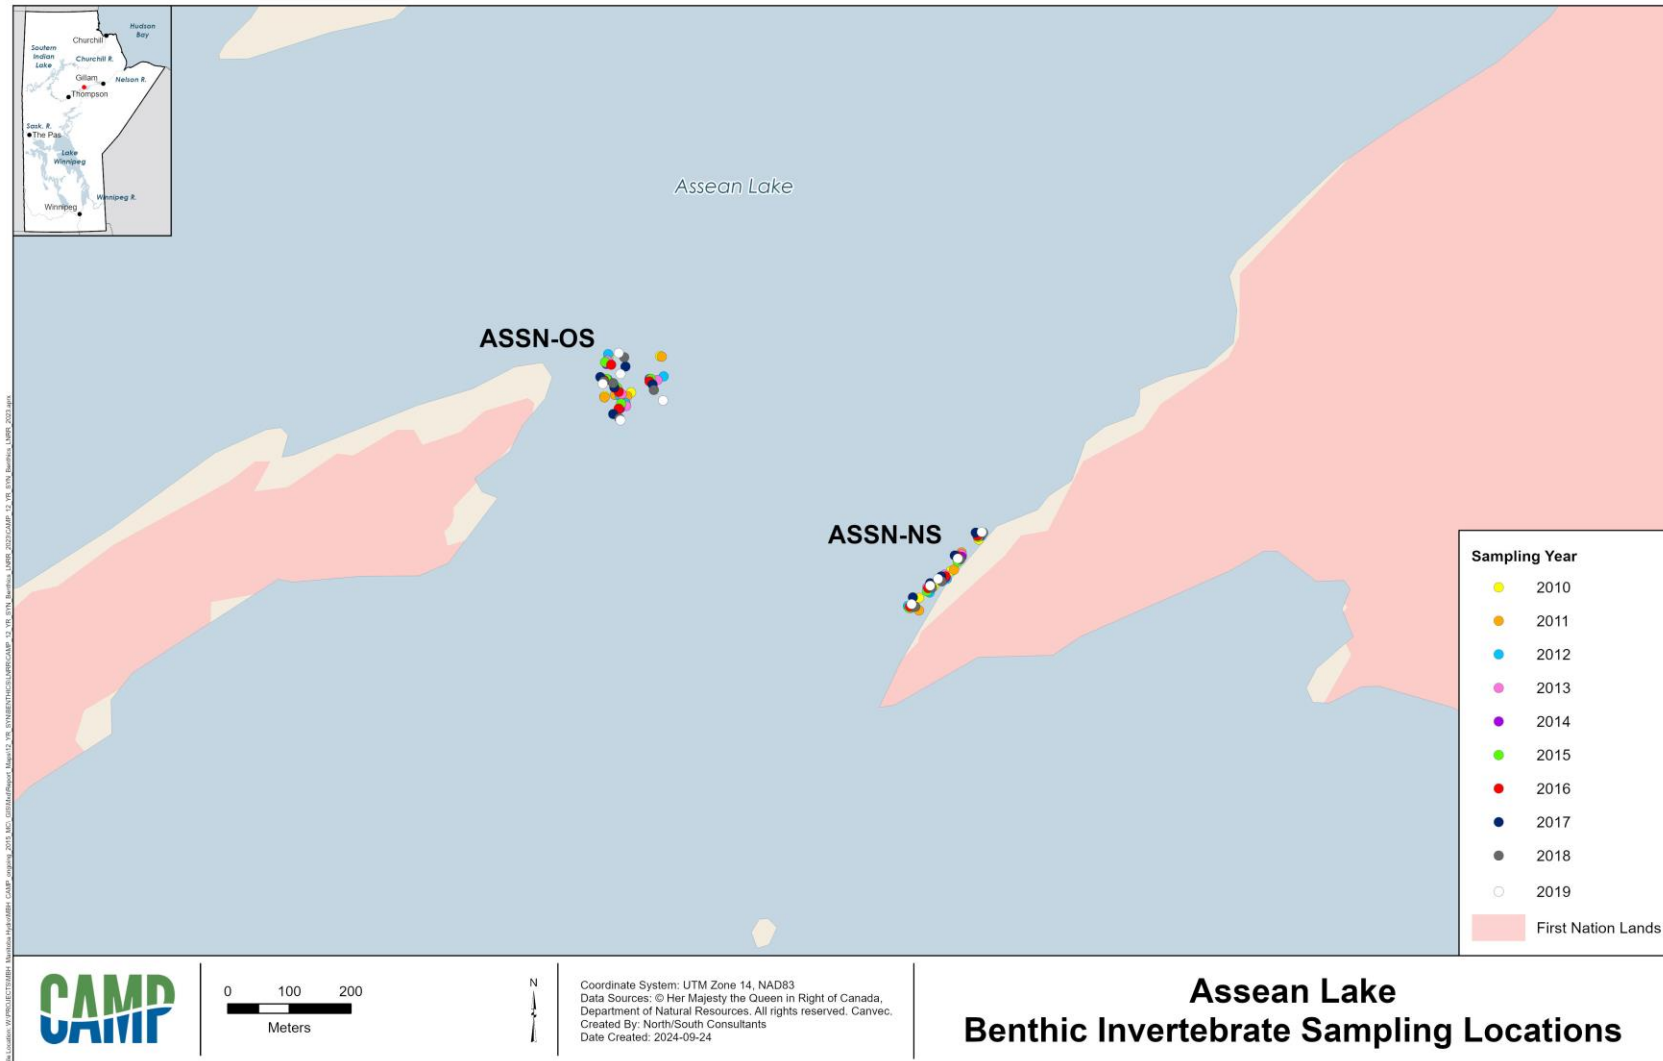 Hudson
Bay
Churchill
Soutern
Indian
Lake
Churchill R.
Gillam
Nelson R.
Thompson
Sask. R.
The Pas
Lake
Winnipeg
Winnipeg R.
Winnipeg
Assean Lake
ASSN-OS
ASSN-NS
Sampling Year
2010
2011
2012
2013
2014
2015
2016
2017
2018
2019
First Nation Lands
CAMP
0 100 200
Meters
N
Coordinate System: UTM Zone 14, NAD83
Data Sources: © Her Majesty the Queen in Right of Canada,
Department of Natural Resources. All rights reserved. Canvec.
Created By: North/South Consultants
Date Created: 2024-09-24
Assean Lake
Benthic Invertebrate Sampling Locations